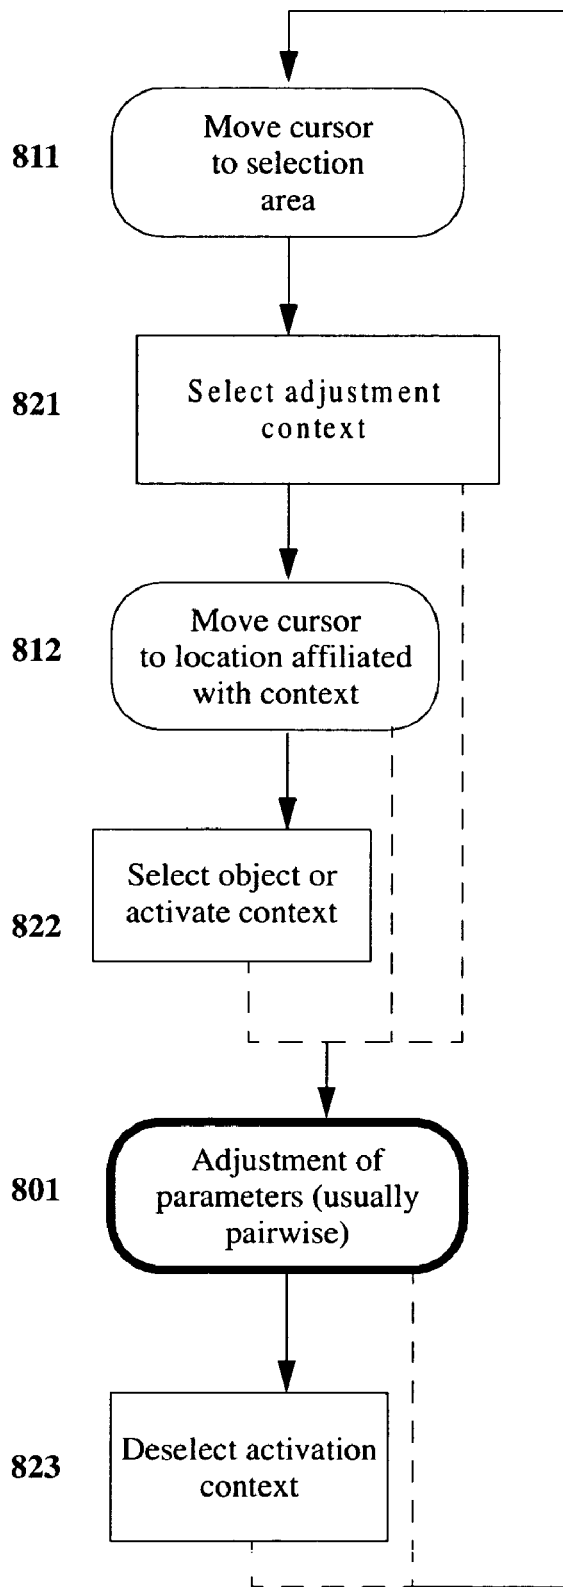 811
Move cursor
to selection
area
821
Select adjustment
context
812
Move cursor
to location affiliated
with context
822
Select object or
activate context
801
Adjustment of
parameters (usually
pairwise)
823
Deselect activation
context